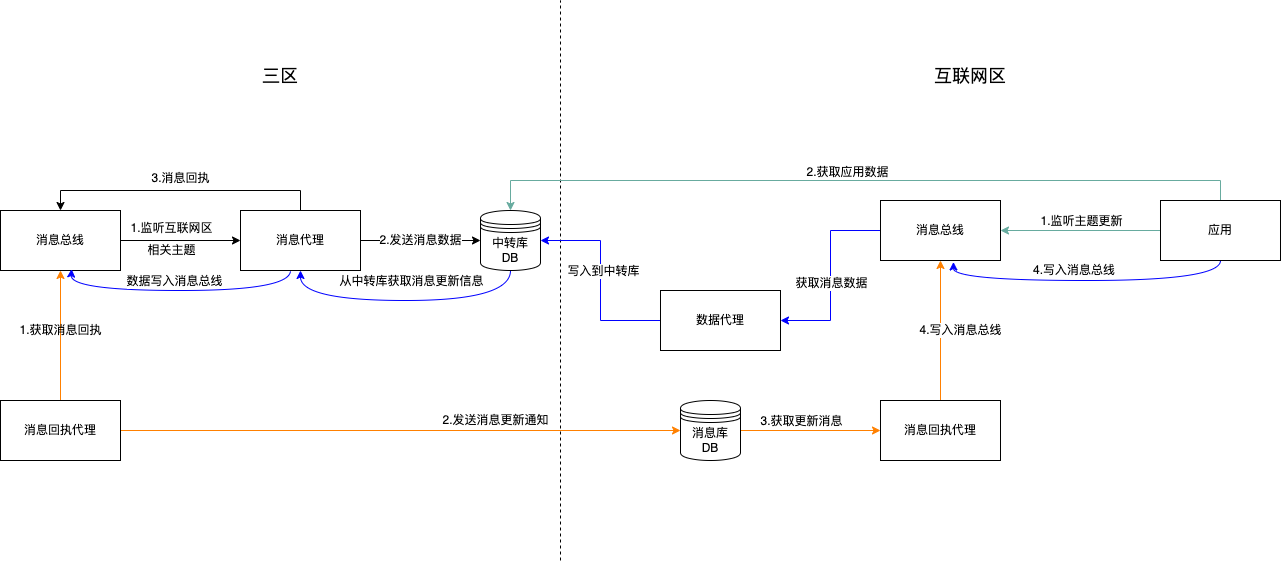 三区
互联网区
3.消息回执
2.获取应用数据
消息总线
1.监听互联网区
相关主题
消息代理
2.发送消息数据
中转库
DB
消息总线
1.监听主题更新
应用
数据写入消息总线
从中转库获取消息更新信息
写入到中转库
获取消息数据
4.写入消息总线
数据代理
1.获取消息回执
4.写入消息总线
消息回执代理
2.发送消息更新通知
消息库
DB
3.获取更新消息
消息回执代理